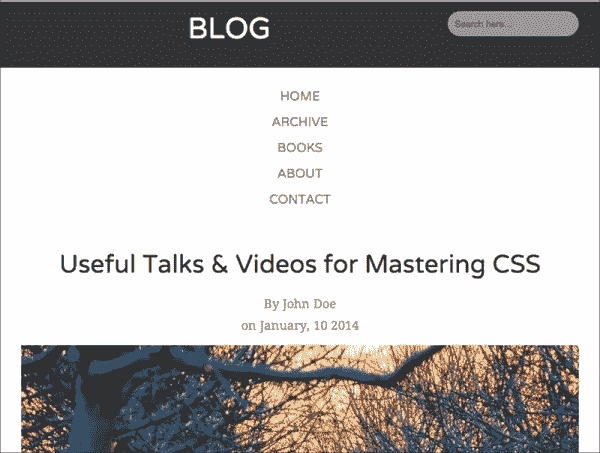 BLOG
Search here...
HOME
ARCHIVE
BOOKS
ABOUT
CONTACT
Useful Talks & Videos for Mastering CSS
By John Doe
on January, 10 2014